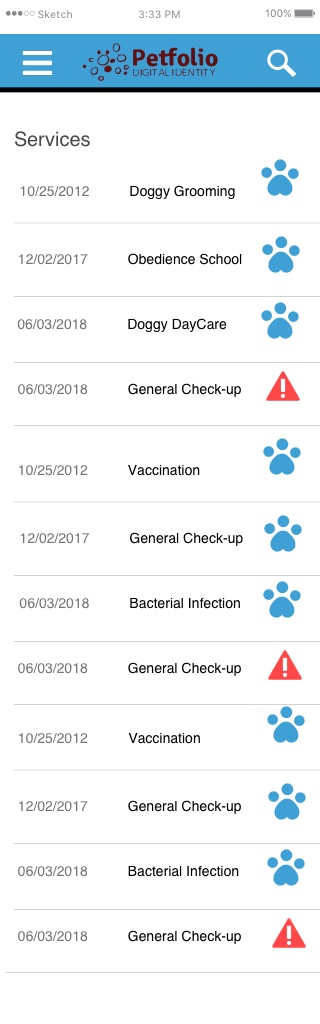 Sketch 3:33 PM 100%
Petfolio
DIGITAL IDENTITY
Services
10/25/2012 Doggy Grooming
12/02/2017 Obedience School
06/03/2018 Doggy DayCare
06/03/2018 General Check-up
10/25/2012 Vaccination
12/02/2017 General Check-up
06/03/2018 Bacterial Infection
06/03/2018 General Check-up
10/25/2012 Vaccination
12/02/2017 General Check-up
06/03/2018 Bacterial Infection
06/03/2018 General Check-up